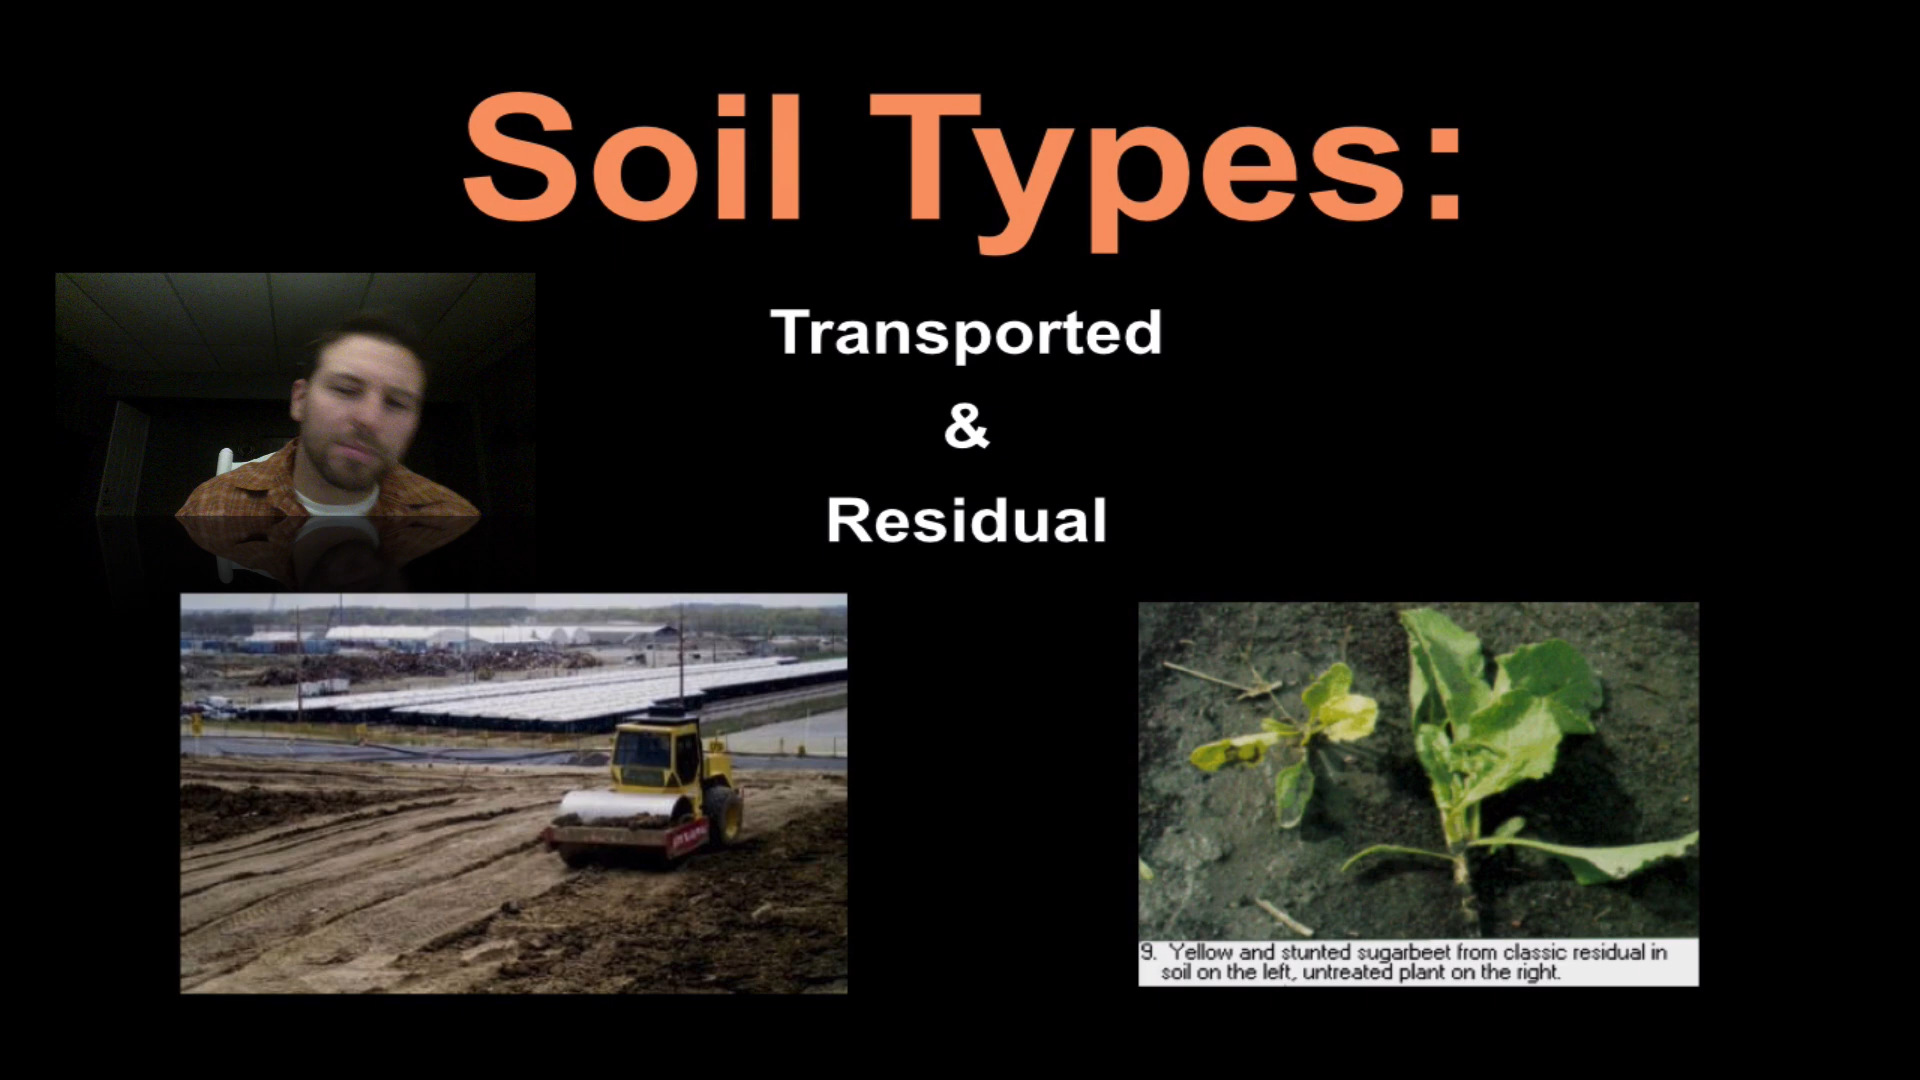 Soil Types:
Transported
&
Residual
9. Yellow and stunted sugarbeet from classic residual in
soil on the left, untreated plant on the right.